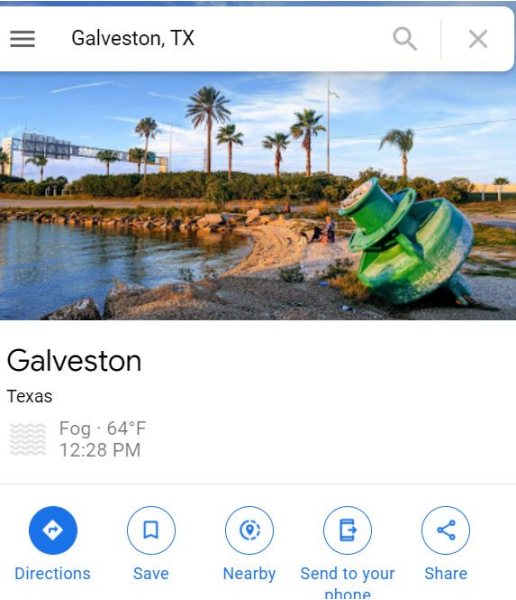 Galveston, TX
Galveston
Texas
Fog · 64°F
12:28 PM
Directions
Save
Nearby
Send to your
phone
Share